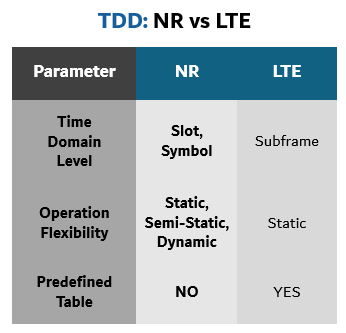 TDD: NR vs LTE
Parameter NR LTE
Time
Domain
Level
Slot,
Symbol
Subframe
Operation
Flexibility
Static,
Semi-Static,
Dynamic
Static
Predefined
Table
NO
YES